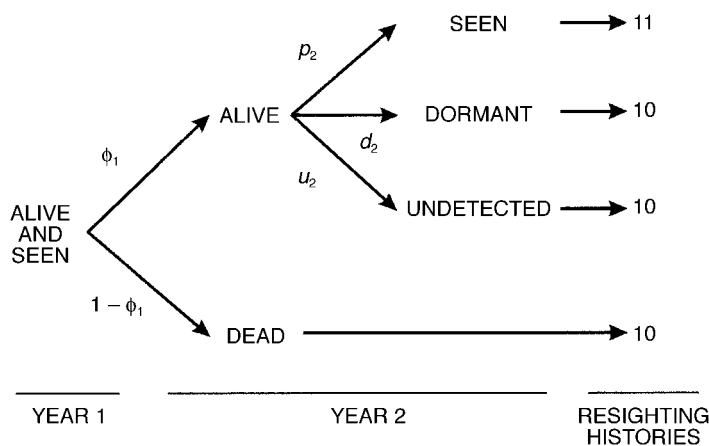 SEEN
11
p₂
ALIVE
DORMANT
10
d₂
ϕ₁
u₂
UNDETECTED
10
ALIVE
AND
SEEN
1 − ϕ₁
DEAD
10
YEAR 1
YEAR 2
RESIGHTING
HISTORIES